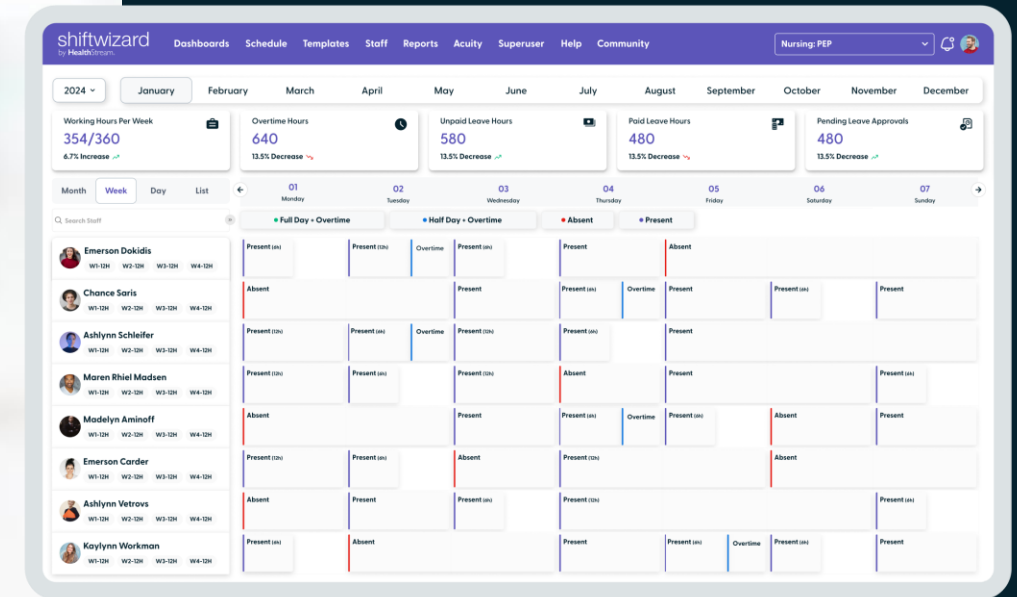 shiftwizard
by HealthStream.
Dashboards Schedule Templates Staff Reports Acuity Superuser Help Community
Nursing: PEP
2024 January February March April May June July August September October November December
Working Hours Per Week
354/360
6.7% Increase
Overtime Hours
640
13.5% Decrease
Unpaid Leave Hours
580
13.5% Decrease
Paid Leave Hours
480
13.5% Decrease
Pending Leave Approvals
480
13.5% Decrease
Month Week Day List
01 02 03 04 05 06 07
Monday Tuesday Wednesday Thursday Friday Saturday Sunday
Search Staff
Full Day - Overtime Half Day - Overtime Absent Present
Emerson Dokidis
W1-12H W2-12H W3-12H W4-12H
Present (6h) Present (12h) Overtime Present (6h) Present Absent
Chance Saris
W1-12H W2-12H W3-12H W4-12H
Absent Present Present (6h) Overtime Present Present (6h) Present
Ashlynn Schleifer
W1-12H W2-12H W3-12H W4-12H
Present (12h) Present (6h) Overtime Present (12h) Present (6h) Present
Maren Rhiel Madsen
W1-12H W2-12H W3-12H W4-12H
Present (12h) Present (6h) Present (12h) Absent Present Present (6h)
Madelyn Aminoff
W1-12H W2-12H W3-12H W4-12H
Absent Present Present (6h) Overtime Present (6h) Absent Present
Emerson Carder
W1-12H W2-12H W3-12H W4-12H
Present (12h) Present (6h) Absent Present (12h) Absent
Ashlynn Vetrovs
W1-12H W2-12H W3-12H W4-12H
Absent Present Present (6h) Present (12h) Present (6h)
Kaylynn Workman
W1-12H W2-12H W3-12H W4-12H
Present (6h) Absent Present Present (6h) Overtime Present (6h) Present